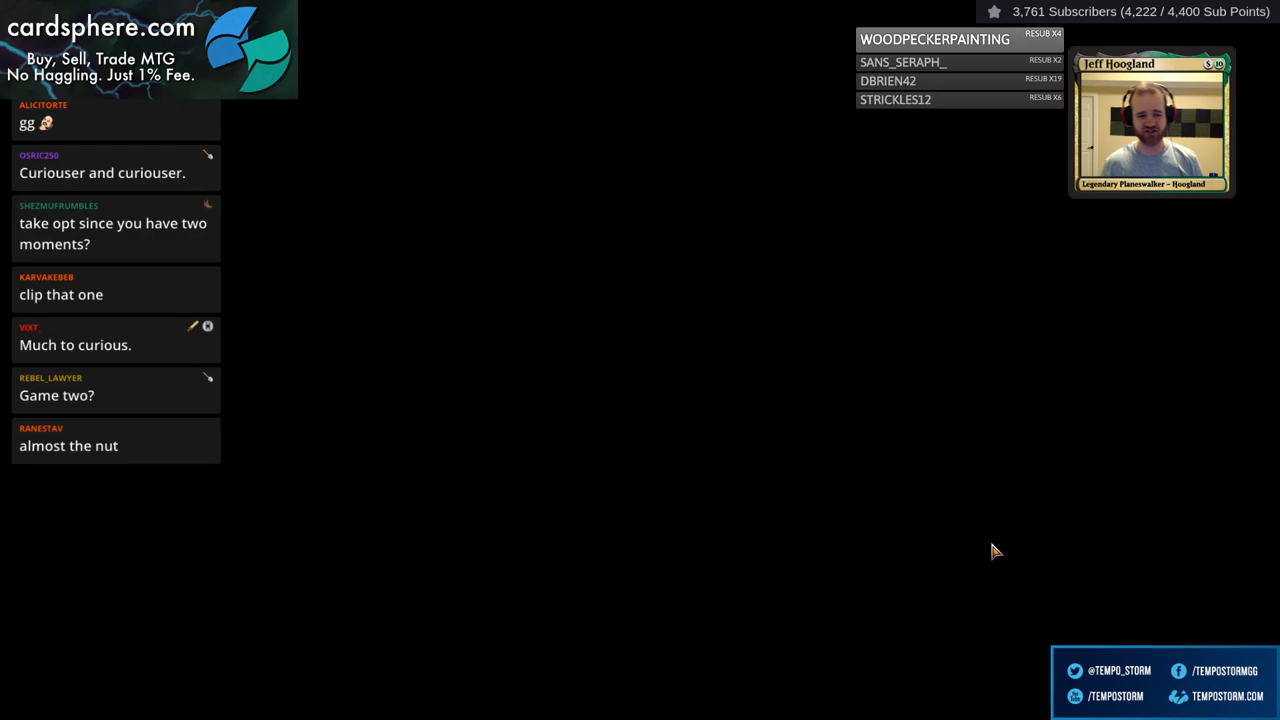 cardsphere.com
Buy, Sell, Trade MTG
No Haggling. Just 1% Fee.
3,761 Subscribers (4,222 / 4,400 Sub Points)
WOODPECKERPAINTING RESUB X4
SANS_SERAPH_ RESUB X2
DBRIEN42 RESUB X19
STRICKLES12 RESUB X6
Jeff Hoogland
Legendary Planeswalker – Hoogland
ALICITORTE
gg
OSRIC250
Curiouser and curiouser.
SHEZMUFRUMBLES
take opt since you have two
moments?
KARVAKEBEB
clip that one
VIXT_
Much to curious.
REBEL_LAWYER
Game two?
RANESTAV
almost the nut
@TEMPO_STORM
/TEMPOSTORMGG
/TEMPOSTORM
TEMPOSTORM.COM